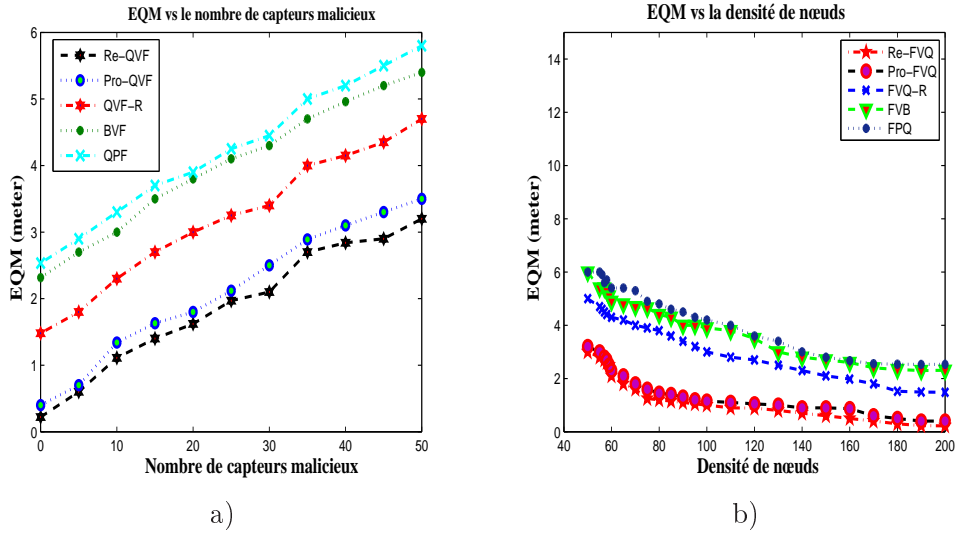 EQM vs le nombre de capteurs malicieux
6
5
4
3
2
1
0
0 10 20 30 40 50
EQM (meter)
Nombre de capteurs malicieux
Re−QVF
Pro−QVF
QVF−R
BVF
QPF
a)
EQM vs la densité de nœuds
14
12
10
8
6
4
2
0
40 60 80 100 120 140 160 180 200
EQM (meter)
Densité de nœuds
Re−FVQ
Pro−FVQ
FVQ−R
FVB
FPQ
b)